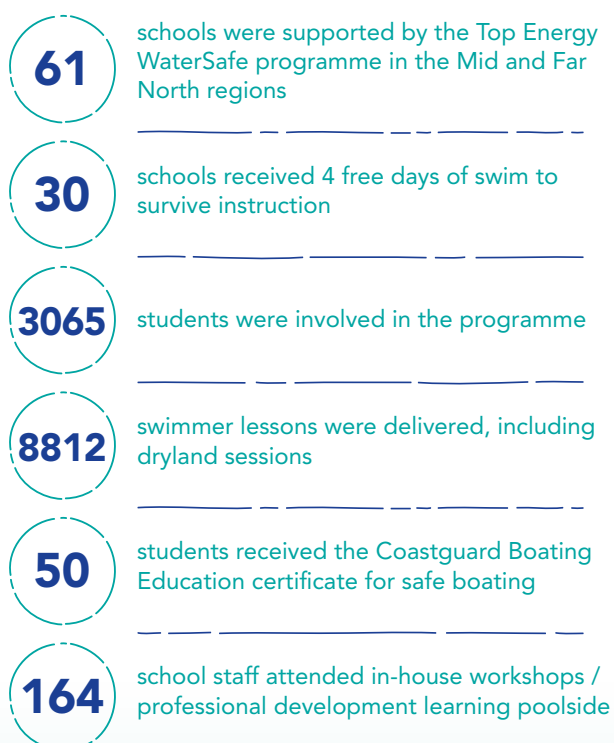 61
schools were supported by the Top Energy
WaterSafe programme in the Mid and Far
North regions
30
schools received 4 free days of swim to
survive instruction
3065
students were involved in the programme
8812
swimmer lessons were delivered, including
dryland sessions
50
students received the Coastguard Boating
Education certificate for safe boating
164
school staff attended in-house workshops /
professional development learning poolside